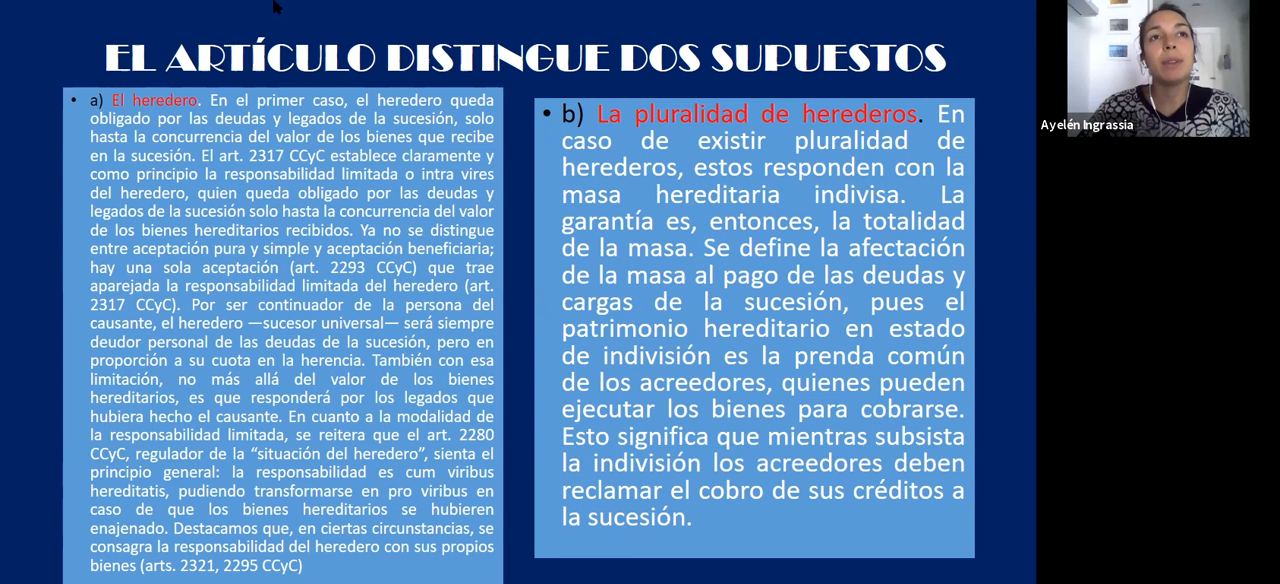 EL ARTÍCULO DISTINGUE DOS SUPUESTOS
• a) El heredero. En el primer caso, el heredero queda
obligado por las deudas y legados de la sucesión, solo
hasta la concurrencia del valor de los bienes que recibe
en la sucesión. El art. 2317 CCyC establece claramente y
como principio la responsabilidad limitada o intra vires
del heredero, quien queda obligado por las deudas y
legados de la sucesión solo hasta la concurrencia del valor
de los bienes hereditarios recibidos. Ya no se distingue
entre aceptación pura y simple y aceptación beneficiaria;
hay una sola aceptación (art. 2293 CCyC) que trae
aparejada la responsabilidad limitada del heredero (art.
2317 CCyC). Por ser continuador de la persona del
causante, el heredero —sucesor universal— será siempre
deudor personal de las deudas de la sucesión, pero en
proporción a su cuota en la herencia. También con esa
limitación, no más allá del valor de los bienes
hereditarios, es que responderá por los legados que
hubiera hecho el causante. En cuanto a la modalidad de
la responsabilidad limitada, se reitera que el art. 2280
CCyC, regulador de la “situación del heredero”, sienta el
principio general: la responsabilidad es cum viribus
hereditatis, pudiendo transformarse en pro viribus en
caso de que los bienes hereditarios se hubieren
enajenado. Destacamos que, en ciertas circunstancias, se
consagra la responsabilidad del heredero con sus propios
bienes (arts. 2321, 2295 CCyC)
• b) La pluralidad de herederos. En
caso de existir pluralidad de
herederos, estos responden con la
masa hereditaria indivisa. La
garantía es, entonces, la totalidad
de la masa. Se define la afectación
de la masa al pago de las deudas y
cargas de la sucesión, pues el
patrimonio hereditario en estado
de indivisión es la prenda común
de los acreedores, quienes pueden
ejecutar los bienes para cobrarse.
Esto significa que mientras subsista
la indivisión los acreedores deben
reclamar el cobro de sus créditos a
la sucesión.
Ayelén Ingrassia